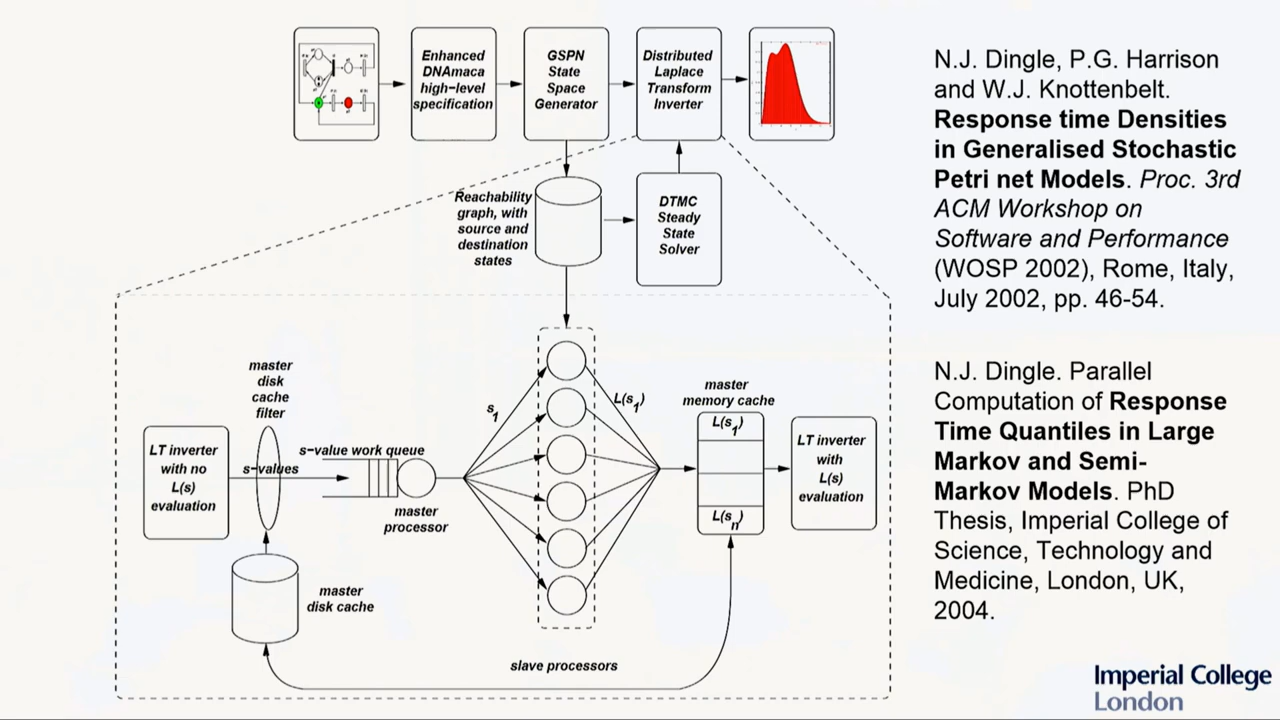 Enhanced
DNAmaca
high-level
specification
GSPN
State
Space
Generator
Distributed
Laplace
Transform
Inverter
Reachability
graph, with
source and
destination
states
DTMC
Steady
State
Solver
master
disk
cache
filter
LT inverter
with no
L(s)
evaluation
s-values
s-value work queue
master
processor
master
disk cache
s1
L(s1)
master
memory cache
L(s1)
L(sn)
LT inverter
with
L(s)
evaluation
slave processors
N.J. Dingle, P.G. Harrison
and W.J. Knottenbelt.
Response time Densities
in Generalised Stochastic
Petri net Models. Proc. 3rd
ACM Workshop on
Software and Performance
(WOSP 2002), Rome, Italy,
July 2002, pp. 46-54.
N.J. Dingle. Parallel
Computation of Response
Time Quantiles in Large
Markov and Semi-
Markov Models. PhD
Thesis, Imperial College of
Science, Technology and
Medicine, London, UK,
2004.
Imperial College
London